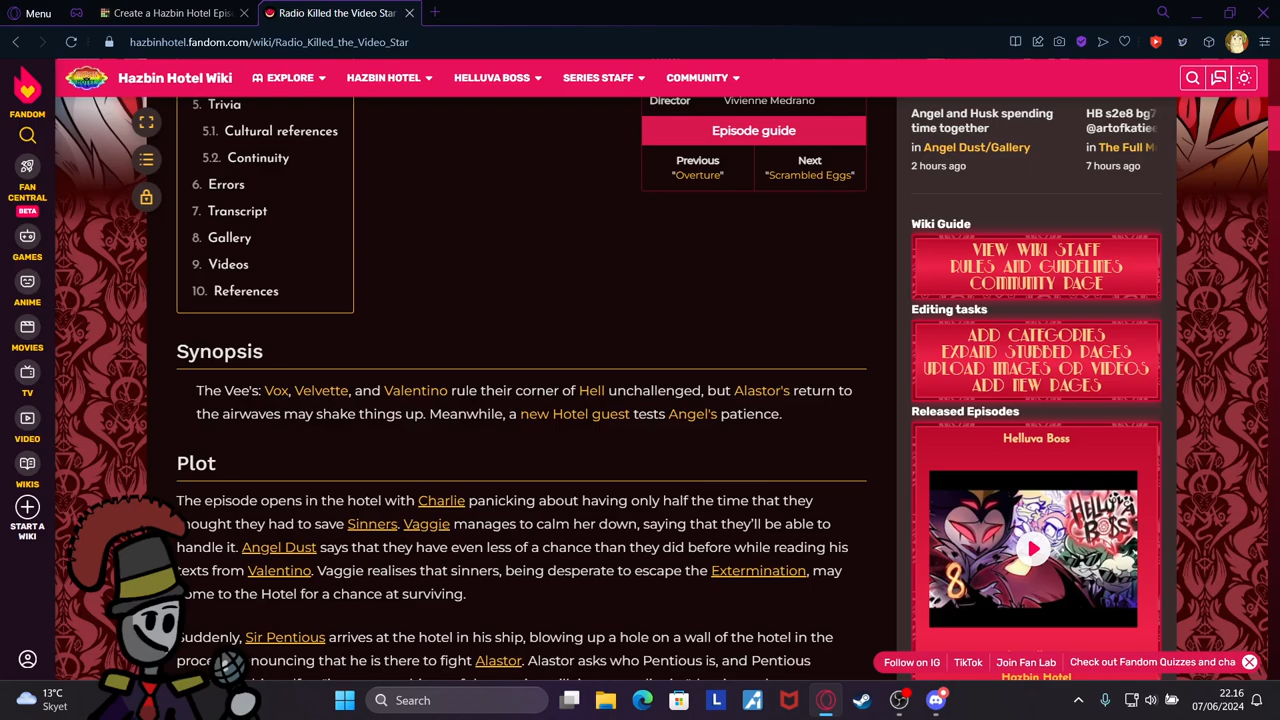 Menu
Create a Hazbin Hotel Epis
Radio Killed the Video Star
hazbinhotel.fandom.com/wiki/Radio_Killed_the_Video_Star
FANDOM
FAN
CENTRAL
BETA
GAMES
ANIME
MOVIES
TV
VIDEO
WIKIS
START A
WIKI
Hazbin Hotel Wiki
EXPLORE
HAZBIN HOTEL
HELLUVA BOSS
SERIES STAFF
COMMUNITY
5. Trivia
5.1. Cultural references
5.2. Continuity
6. Errors
7. Transcript
8. Gallery
9. Videos
10. References
Director Vivienne Medrano
Episode guide
Previous Next
"Overture" "Scrambled Eggs"
Synopsis
The Vee's: Vox, Velvette, and Valentino rule their corner of Hell unchallenged, but Alastor's return to
the airwaves may shake things up. Meanwhile, a new Hotel guest tests Angel's patience.
Plot
The episode opens in the hotel with Charlie panicking about having only half the time that they
hought they had to save Sinners. Vaggie manages to calm her down, saying that they'll be able to
handle it. Angel Dust says that they have even less of a chance than they did before while reading his
texts from Valentino. Vaggie realises that sinners, being desperate to escape the Extermination, may
ome to the Hotel for a chance at surviving.
Suddenly, Sir Pentious arrives at the hotel in his ship, blowing up a hole on a wall of the hotel in the
proce nouncing that he is there to fight Alastor. Alastor asks who Pentious is, and Pentious
Angel and Husk spending
time together
in Angel Dust/Gallery
2 hours ago
HB s2e8 bg7
@artofkatie
in The Full M
7 hours ago
Wiki Guide
VIEW WIKI STAFF
RULES AND GUIDELINES
COMMUNITY PAGE
Editing tasks
ADD CATEGORIES
EXPAND STUBBED PAGES
UPLOAD IMAGES OR VIDEOS
ADD NEW PAGES
Released Episodes
Helluva Boss
HELLUVA
BOSS
8
Hazbin Hotel
Follow on IG TikTok Join Fan Lab Check out Fandom Quizzes and cha
13°C
Skyet
Search
22.16
07/06/2024